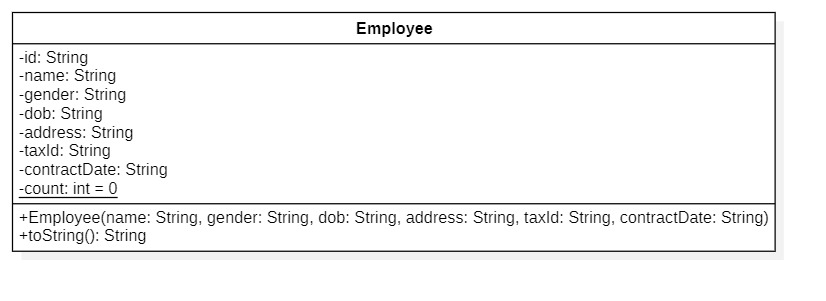 Employee
-id: String
-name: String
-gender: String
-dob: String
-address: String
-taxId: String
-contractDate: String
-count: int = 0
+Employee(name: String, gender: String, dob: String, address: String, taxId: String, contractDate: String)
+toString(): String